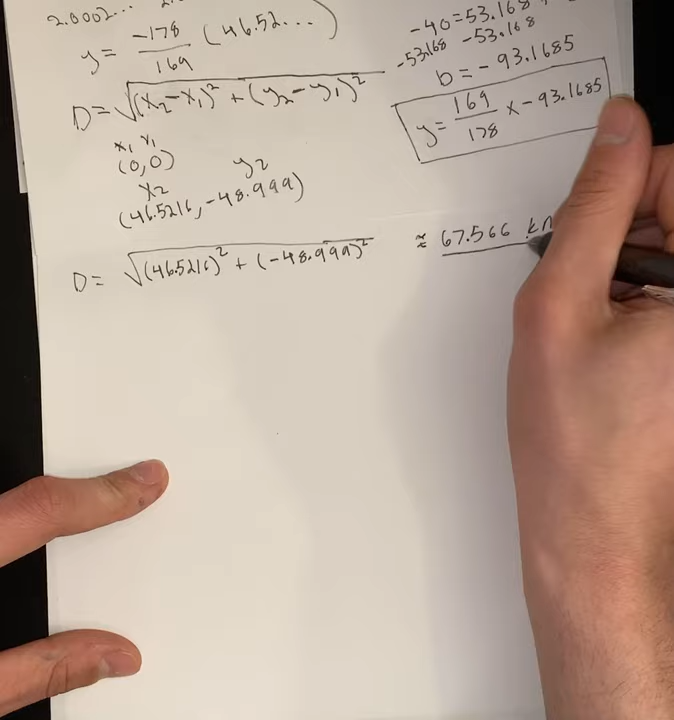 2.0002...
y = -178/169 (46.52...)
D = √(x₂-x₁)² + (y₂-y₁)²
x₁ y₁
(0,0)
x₂ y₂
(46.5216, -48.999)
D = √(46.5216)² + (-48.999)² ≈ 67.566
-40 = 53.168
-53.168 -53.168
b = -93.1685
y = 169/178 x - 93.1685